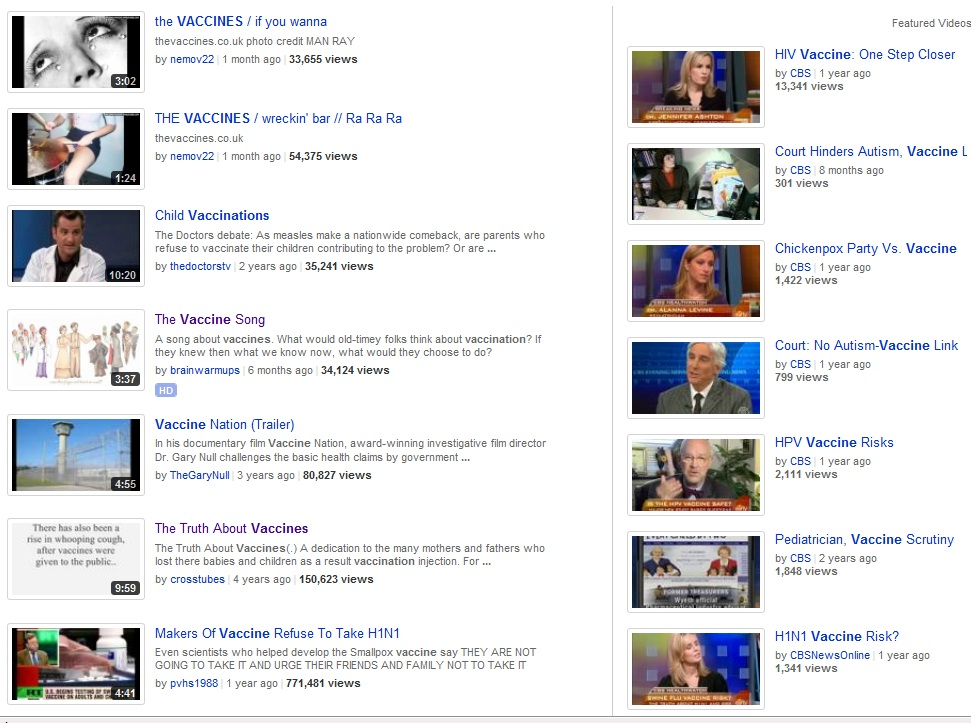 the VACCINES / if you wanna
thevaccines.co.uk photo credit MAN RAY
by nemov22 | 1 month ago | 33,655 views
3:02
THE VACCINES / wreckin' bar // Ra Ra Ra
thevaccines.co.uk
by nemov22 | 1 month ago | 54,375 views
1:24
Child Vaccinations
The Doctors debate: As measles make a nationwide comeback, are parents who
refuse to vaccinate their children contributing to the problem? Or are ...
by thedoctorstv | 2 years ago | 35,241 views
10:20
The Vaccine Song
A song about vaccines. What would old-timey folks think about vaccination? If
they knew then what we know now, what would they choose to do?
by brainwarmups | 6 months ago | 34,124 views
HD
3:37
Vaccine Nation (Trailer)
In his documentary film Vaccine Nation, award-winning investigative film director
Dr. Gary Null challenges the basic health claims by government ...
by TheGaryNull | 3 years ago | 80,827 views
4:55
There has also been a
rise in whooping cough,
after vaccines were
given to the public..
9:59
The Truth About Vaccines
The Truth About Vaccines(.) A dedication to the many mothers and fathers who
lost there babies and children as a result vaccination injection. For ...
by crosstubes | 4 years ago | 150,623 views
Makers Of Vaccine Refuse To Take H1N1
Even scientists who helped develop the Smallpox vaccine say THEY ARE NOT
GOING TO TAKE IT AND URGE THEIR FRIENDS AND FAMILY NOT TO TAKE IT
by pvhs1988 | 1 year ago | 771,481 views
RT
U.S. BEGINS TESTING OF SW
VACCINE ON ADULTS AND
4:41
Featured Videos
HIV Vaccine: One Step Closer
by CBS | 1 year ago
13,341 views
BREAKING NEWS
DR. JENNIFER ASHTON
Court Hinders Autism, Vaccine L
by CBS | 8 months ago
301 views
Chickenpox Party Vs. Vaccine
by CBS | 1 year ago
1,422 views
CBS HEALTHWATCH
DR. ALANNA LEVINE
Court: No Autism-Vaccine Link
by CBS | 1 year ago
799 views
HPV Vaccine Risks
by CBS | 1 year ago
2,111 views
IS THE HPV VACCINE SAFE?
Pediatrician, Vaccine Scrutiny
by CBS | 2 years ago
1,848 views
FORMER TREASURERS
H1N1 Vaccine Risk?
by CBSNewsOnline | 1 year ago
1,341 views
CBS HEALTHWATCH
SWINE FLU VACCINE RISK?